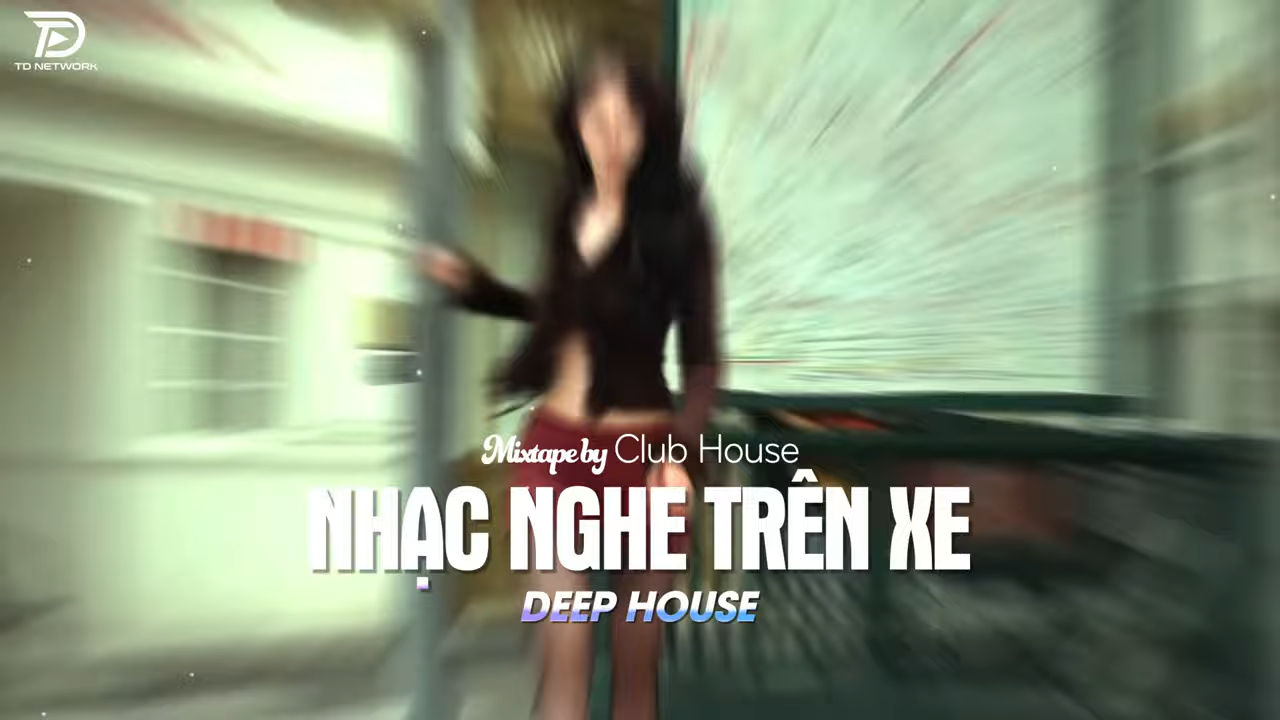 TD NETWORK
Mixtape by Club House
NHẠC NGHE TRÊN XE
DEEP HOUSE